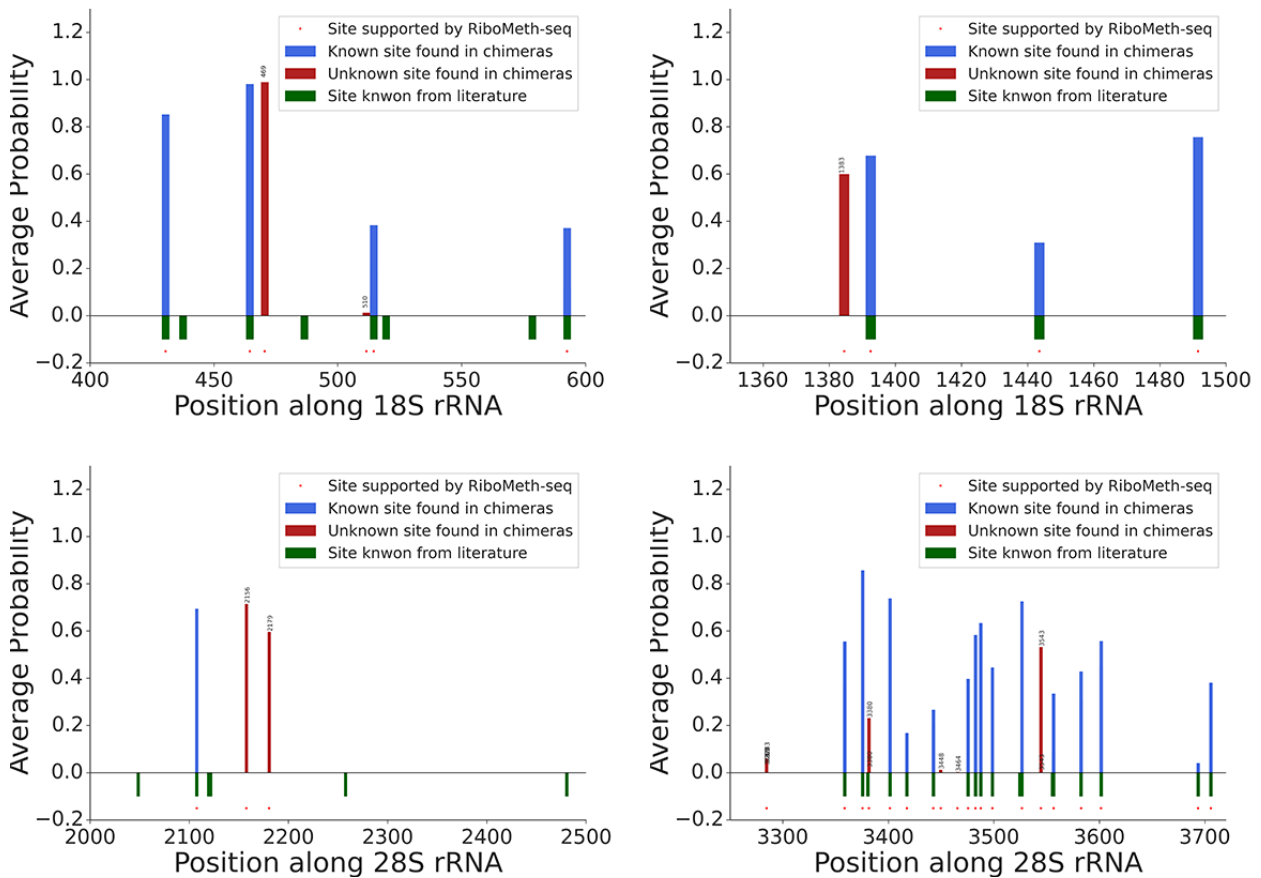 Site supported by RiboMeth-seq
Known site found in chimeras
Unknown site found in chimeras
Site knwon from literature
469
510
1.2
1.0
0.8
0.6
0.4
0.2
0.0
−0.2
Average Probability
400
450
500
550
600
Position along 18S rRNA
Site supported by RiboMeth-seq
Known site found in chimeras
Unknown site found in chimeras
Site knwon from literature
1383
1.2
1.0
0.8
0.6
0.4
0.2
0.0
−0.2
Average Probability
1360
1380
1400
1420
1440
1460
1480
1500
Position along 18S rRNA
Site supported by RiboMeth-seq
Known site found in chimeras
Unknown site found in chimeras
Site knwon from literature
2156
2179
1.2
1.0
0.8
0.6
0.4
0.2
0.0
−0.2
Average Probability
2000
2100
2200
2300
2400
2500
Position along 28S rRNA
Site supported by RiboMeth-seq
Known site found in chimeras
Unknown site found in chimeras
Site knwon from literature
3380
3448
3464
3543
1.2
1.0
0.8
0.6
0.4
0.2
0.0
−0.2
Average Probability
3300
3400
3500
3600
3700
Position along 28S rRNA